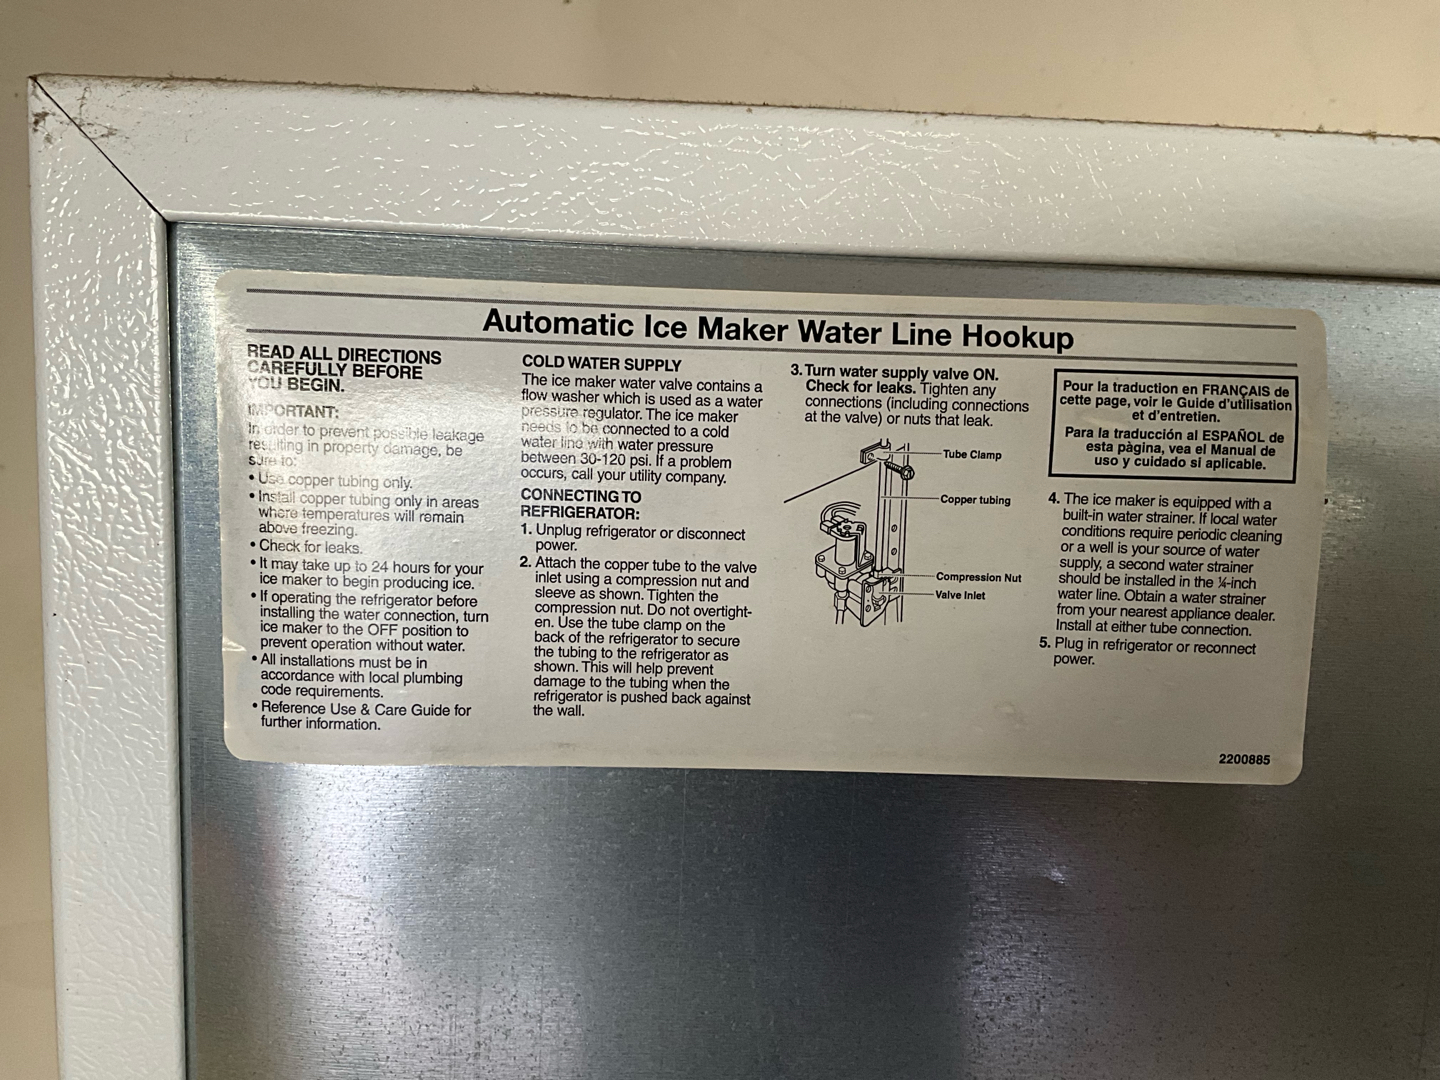 Automatic Ice Maker Water Line Hookup
READ ALL DIRECTIONS
CAREFULLY BEFORE
YOU BEGIN.
IMPORTANT:
In order to prevent possible leakage
resulting in property damage, be
sure to:
• Use copper tubing only.
• Install copper tubing only in areas
where temperatures will remain
above freezing.
• Check for leaks.
• It may take up to 24 hours for your
ice maker to begin producing ice.
• If operating the refrigerator before
installing the water connection, turn
ice maker to the OFF position to
prevent operation without water.
• All installations must be in
accordance with local plumbing
code requirements.
• Reference Use & Care Guide for
further information.
COLD WATER SUPPLY
The ice maker water valve contains a
flow washer which is used as a water
pressure regulator. The ice maker
needs to be connected to a cold
water line with water pressure
between 30-120 psi. If a problem
occurs, call your utility company.
CONNECTING TO
REFRIGERATOR:
1. Unplug refrigerator or disconnect
power.
2. Attach the copper tube to the valve
inlet using a compression nut and
sleeve as shown. Tighten the
compression nut. Do not overtight-
en. Use the tube clamp on the
back of the refrigerator to secure
the tubing to the refrigerator as
shown. This will help prevent
damage to the tubing when the
refrigerator is pushed back against
the wall.
3. Turn water supply valve ON.
Check for leaks. Tighten any
connections (including connections
at the valve) or nuts that leak.
Tube Clamp
Copper tubing
Compression Nut
Valve Inlet
Pour la traduction en FRANÇAIS de
cette page, voir le Guide d'utilisation
et d'entretien.
Para la traducción al ESPAÑOL de
esta pàgina, vea el Manual de
uso y cuidado si aplicable.
4. The ice maker is equipped with a
built-in water strainer. If local water
conditions require periodic cleaning
or a well is your source of water
supply, a second water strainer
should be installed in the ¼-inch
water line. Obtain a water strainer
from your nearest appliance dealer.
Install at either tube connection.
5. Plug in refrigerator or reconnect
power.
2200885